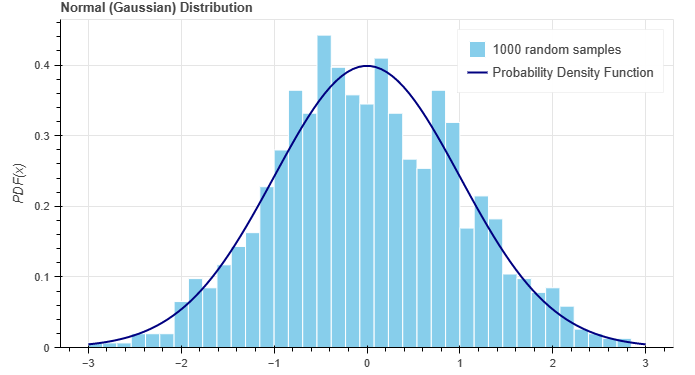 Normal (Gaussian) Distribution
1000 random samples
Probability Density Function
PDF(x)
0.4
0.3
0.2
0.1
0
−3 −2 −1 0 1 2 3